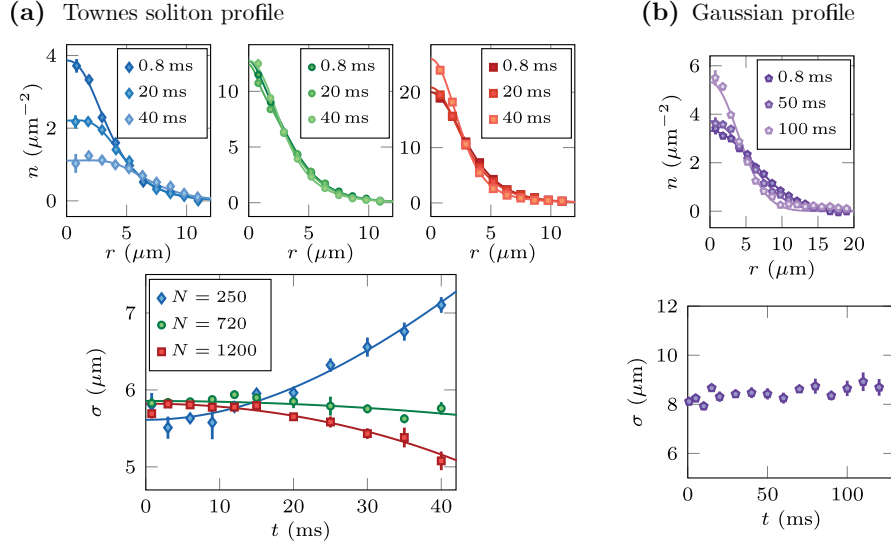 (a) Townes soliton profile
n (μm⁻²)
4
2
0
0.8 ms
20 ms
40 ms
0 5 10
r (μm)
10
5
0
0.8 ms
20 ms
40 ms
0 5 10
r (μm)
20
10
0
0.8 ms
20 ms
40 ms
0 5 10
r (μm)
σ (μm)
7
6
5
N = 250
N = 720
N = 1200
0 10 20 30 40
t (ms)
(b) Gaussian profile
n (μm⁻²)
6
4
2
0
0.8 ms
50 ms
100 ms
0 5 10 15 20
r (μm)
σ (μm)
12
10
8
6
0 50 100
t (ms)